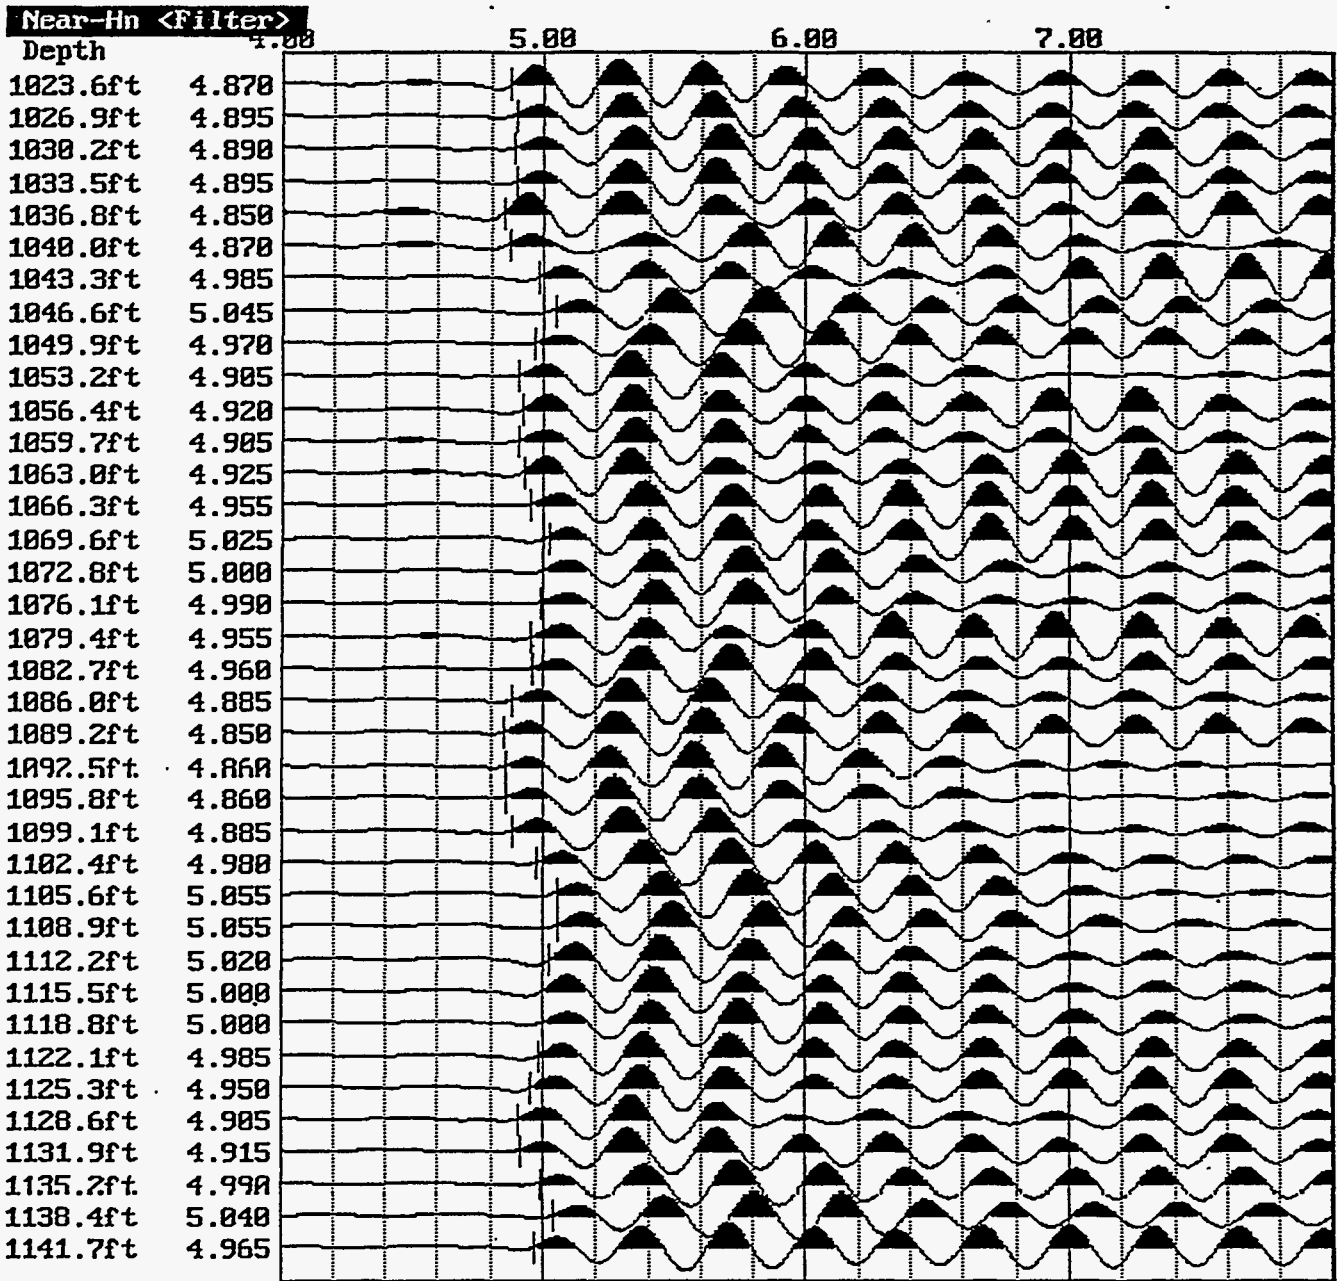 Near-Hn <Filter>
4.00 5.00 6.00 7.00
Depth
1023.6ft 4.870
1026.9ft 4.895
1030.2ft 4.890
1033.5ft 4.895
1036.8ft 4.850
1040.0ft 4.870
1043.3ft 4.985
1046.6ft 5.045
1049.9ft 4.970
1053.2ft 4.905
1056.4ft 4.920
1059.7ft 4.905
1063.0ft 4.925
1066.3ft 4.955
1069.6ft 5.025
1072.8ft 5.000
1076.1ft 4.990
1079.4ft 4.955
1082.7ft 4.960
1086.0ft 4.885
1089.2ft 4.850
1092.5ft 4.860
1095.8ft 4.860
1099.1ft 4.885
1102.4ft 4.980
1105.6ft 5.055
1108.9ft 5.055
1112.2ft 5.020
1115.5ft 5.000
1118.8ft 5.000
1122.1ft 4.985
1125.3ft 4.950
1128.6ft 4.905
1131.9ft 4.915
1135.2ft 4.990
1138.4ft 5.040
1141.7ft 4.965